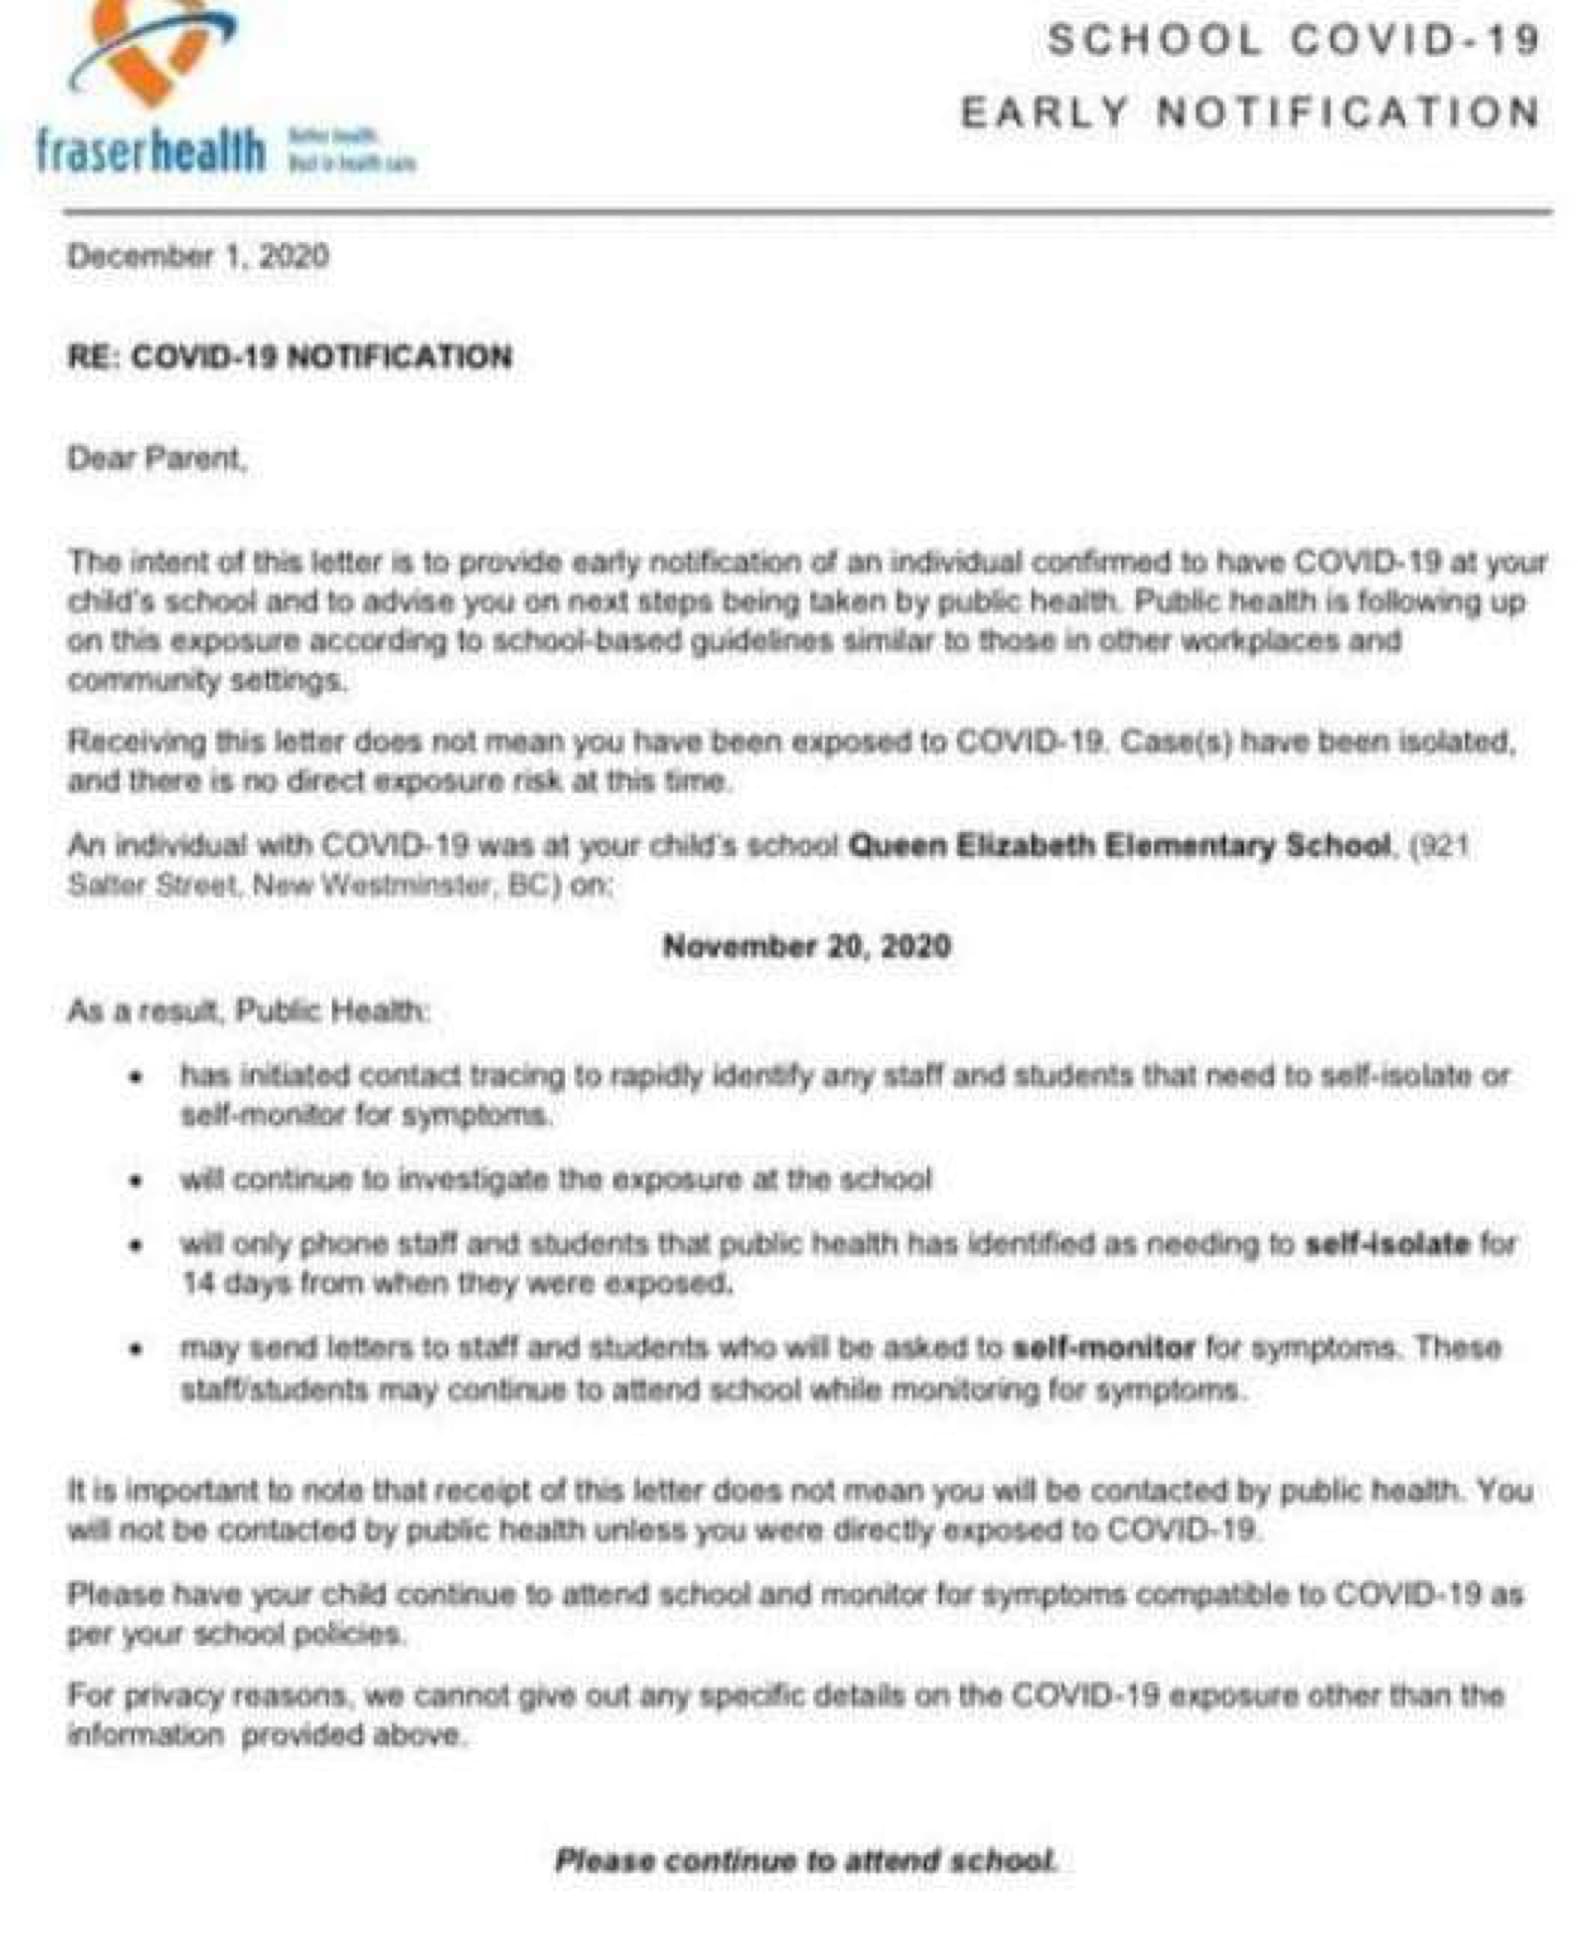 SCHOOL COVID-19
EARLY NOTIFICATION
fraserhealth
Better health.
Best in health care.
December 1, 2020
RE: COVID-19 NOTIFICATION
Dear Parent,
The intent of this letter is to provide early notification of an individual confirmed to have COVID-19 at your
child's school and to advise you on next steps being taken by public health. Public health is following up
on this exposure according to school-based guidelines similar to those in other workplaces and
community settings.
Receiving this letter does not mean you have been exposed to COVID-19. Case(s) have been isolated,
and there is no direct exposure risk at this time.
An individual with COVID-19 was at your child's school Queen Elizabeth Elementary School, (921
Salter Street, New Westminster, BC) on:
November 20, 2020
As a result, Public Health:
• has initiated contact tracing to rapidly identify any staff and students that need to self-isolate or
self-monitor for symptoms.
• will continue to investigate the exposure at the school
• will only phone staff and students that public health has identified as needing to self-isolate for
14 days from when they were exposed.
• may send letters to staff and students who will be asked to self-monitor for symptoms. These
staff/students may continue to attend school while monitoring for symptoms.
It is important to note that receipt of this letter does not mean you will be contacted by public health. You
will not be contacted by public health unless you were directly exposed to COVID-19.
Please have your child continue to attend school and monitor for symptoms compatible to COVID-19 as
per your school policies.
For privacy reasons, we cannot give out any specific details on the COVID-19 exposure other than the
information provided above.
Please continue to attend school.